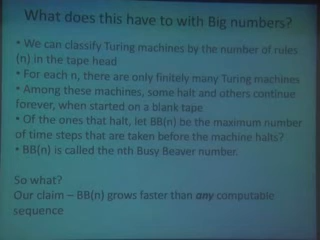 What does this have to with Big numbers?
• We can classify Turing machines by the number of rules
(n) in the tape head
• For each n, there are only finitely many Turing machines
• Among these machines, some halt and others continue
forever, when started on a blank tape
• Of the ones that halt, let BB(n) be the maximum number
of time steps that are taken before the machine halts?
• BB(n) is called the nth Busy Beaver number.
So what?
Our claim – BB(n) grows faster than any computable
sequence